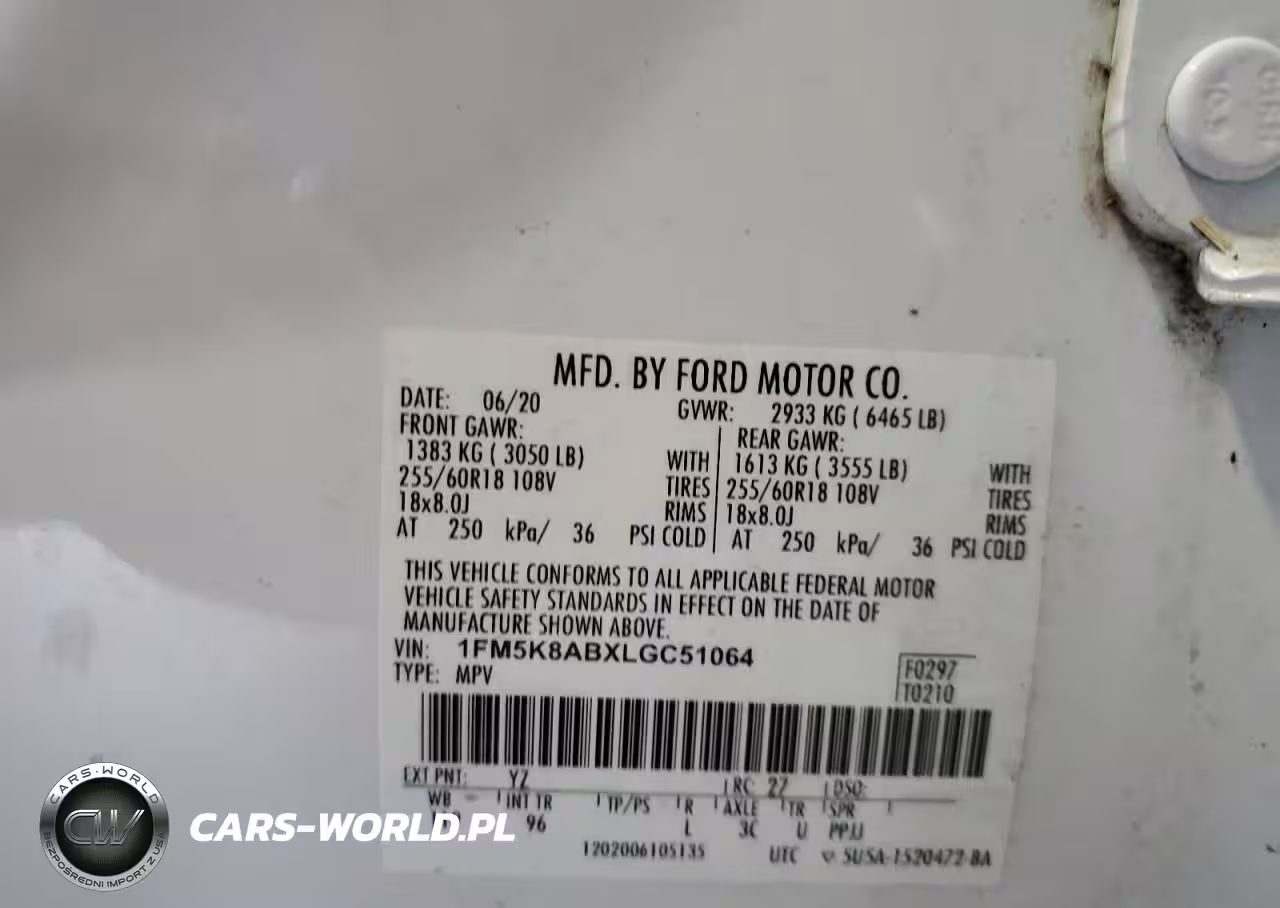 MFD. BY FORD MOTOR CO.
DATE: 06/20 GVWR: 2933 KG ( 6465 LB)
FRONT GAWR: REAR GAWR:
1383 KG ( 3050 LB) WITH 1613 KG ( 3555 LB) WITH
255/60R18 108V TIRES 255/60R18 108V TIRES
18x8.0J RIMS 18x8.0J RIMS
AT 250 kPa/ 36 PSI COLD AT 250 kPa/ 36 PSI COLD
THIS VEHICLE CONFORMS TO ALL APPLICABLE FEDERAL MOTOR
VEHICLE SAFETY STANDARDS IN EFFECT ON THE DATE OF
MANUFACTURE SHOWN ABOVE.
VIN: 1FM5K8ABXLGC51064
TYPE: MPV
F0297
T0210
EXT PNT: YZ RC: 27 DSO:
WB INT TR TP/PS R AXLE TR SPR
96 L 3C U PPJJ
1202006105135 UTC 5USA-1520472-BA
CARS-WORLD
CW
BEZPOŚREDNI IMPORT Z USA
CARS-WORLD.PL